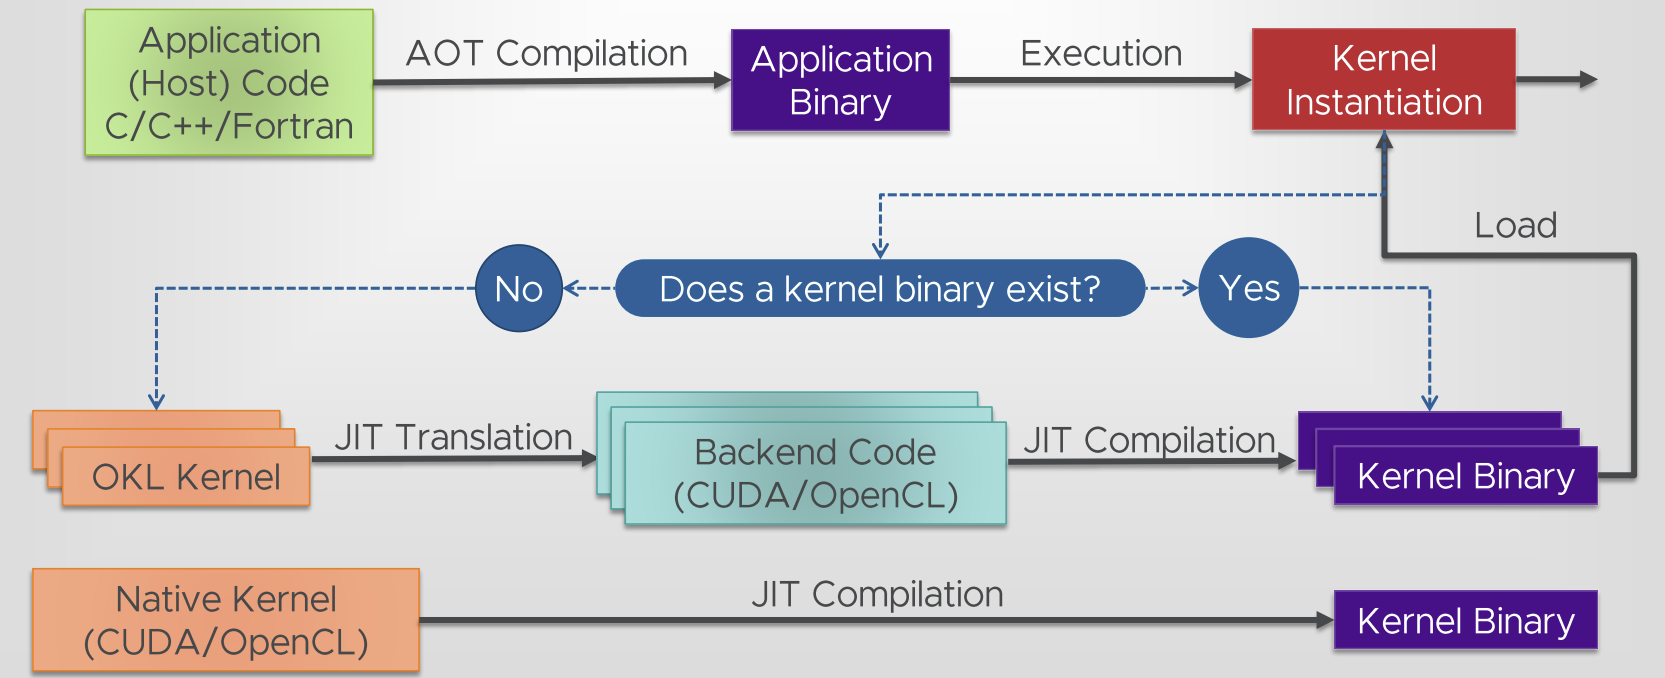 Application
(Host) Code
C/C++/Fortran
AOT Compilation
Application
Binary
Execution
Kernel
Instantiation
Load
No
Does a kernel binary exist?
Yes
OKL Kernel
JIT Translation
Backend Code
(CUDA/OpenCL)
JIT Compilation
Kernel Binary
Native Kernel
(CUDA/OpenCL)
JIT Compilation
Kernel Binary